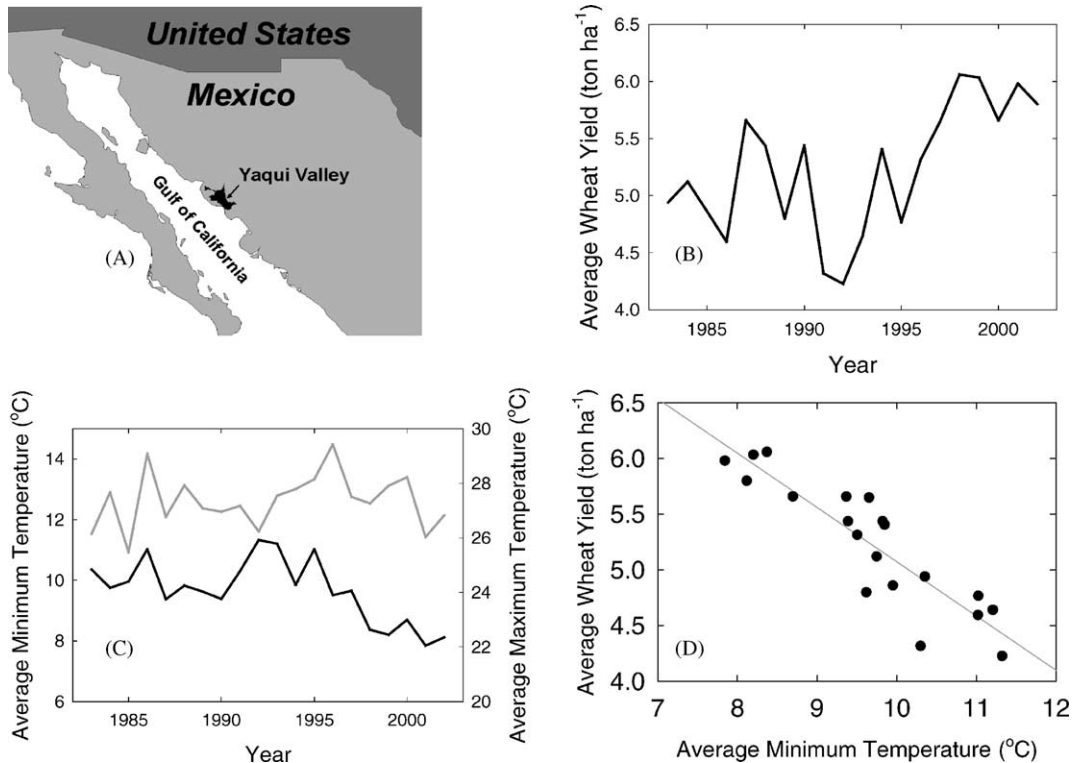 United States
Mexico
Yaqui Valley
Gulf of California
(A)
Average Wheat Yield (ton ha⁻¹)
6.5
6.0
5.5
5.0
4.5
4.0
(B)
1985 1990 1995 2000
Year
Average Minimum Temperature (°C)
14
12
10
8
6
(C)
30
28
26
24
22
20
Average Maximum Temperature (°C)
1985 1990 1995 2000
Year
Average Wheat Yield (ton ha⁻¹)
6.5
6.0
5.5
5.0
4.5
4.0
(D)
7 8 9 10 11 12
Average Minimum Temperature (°C)